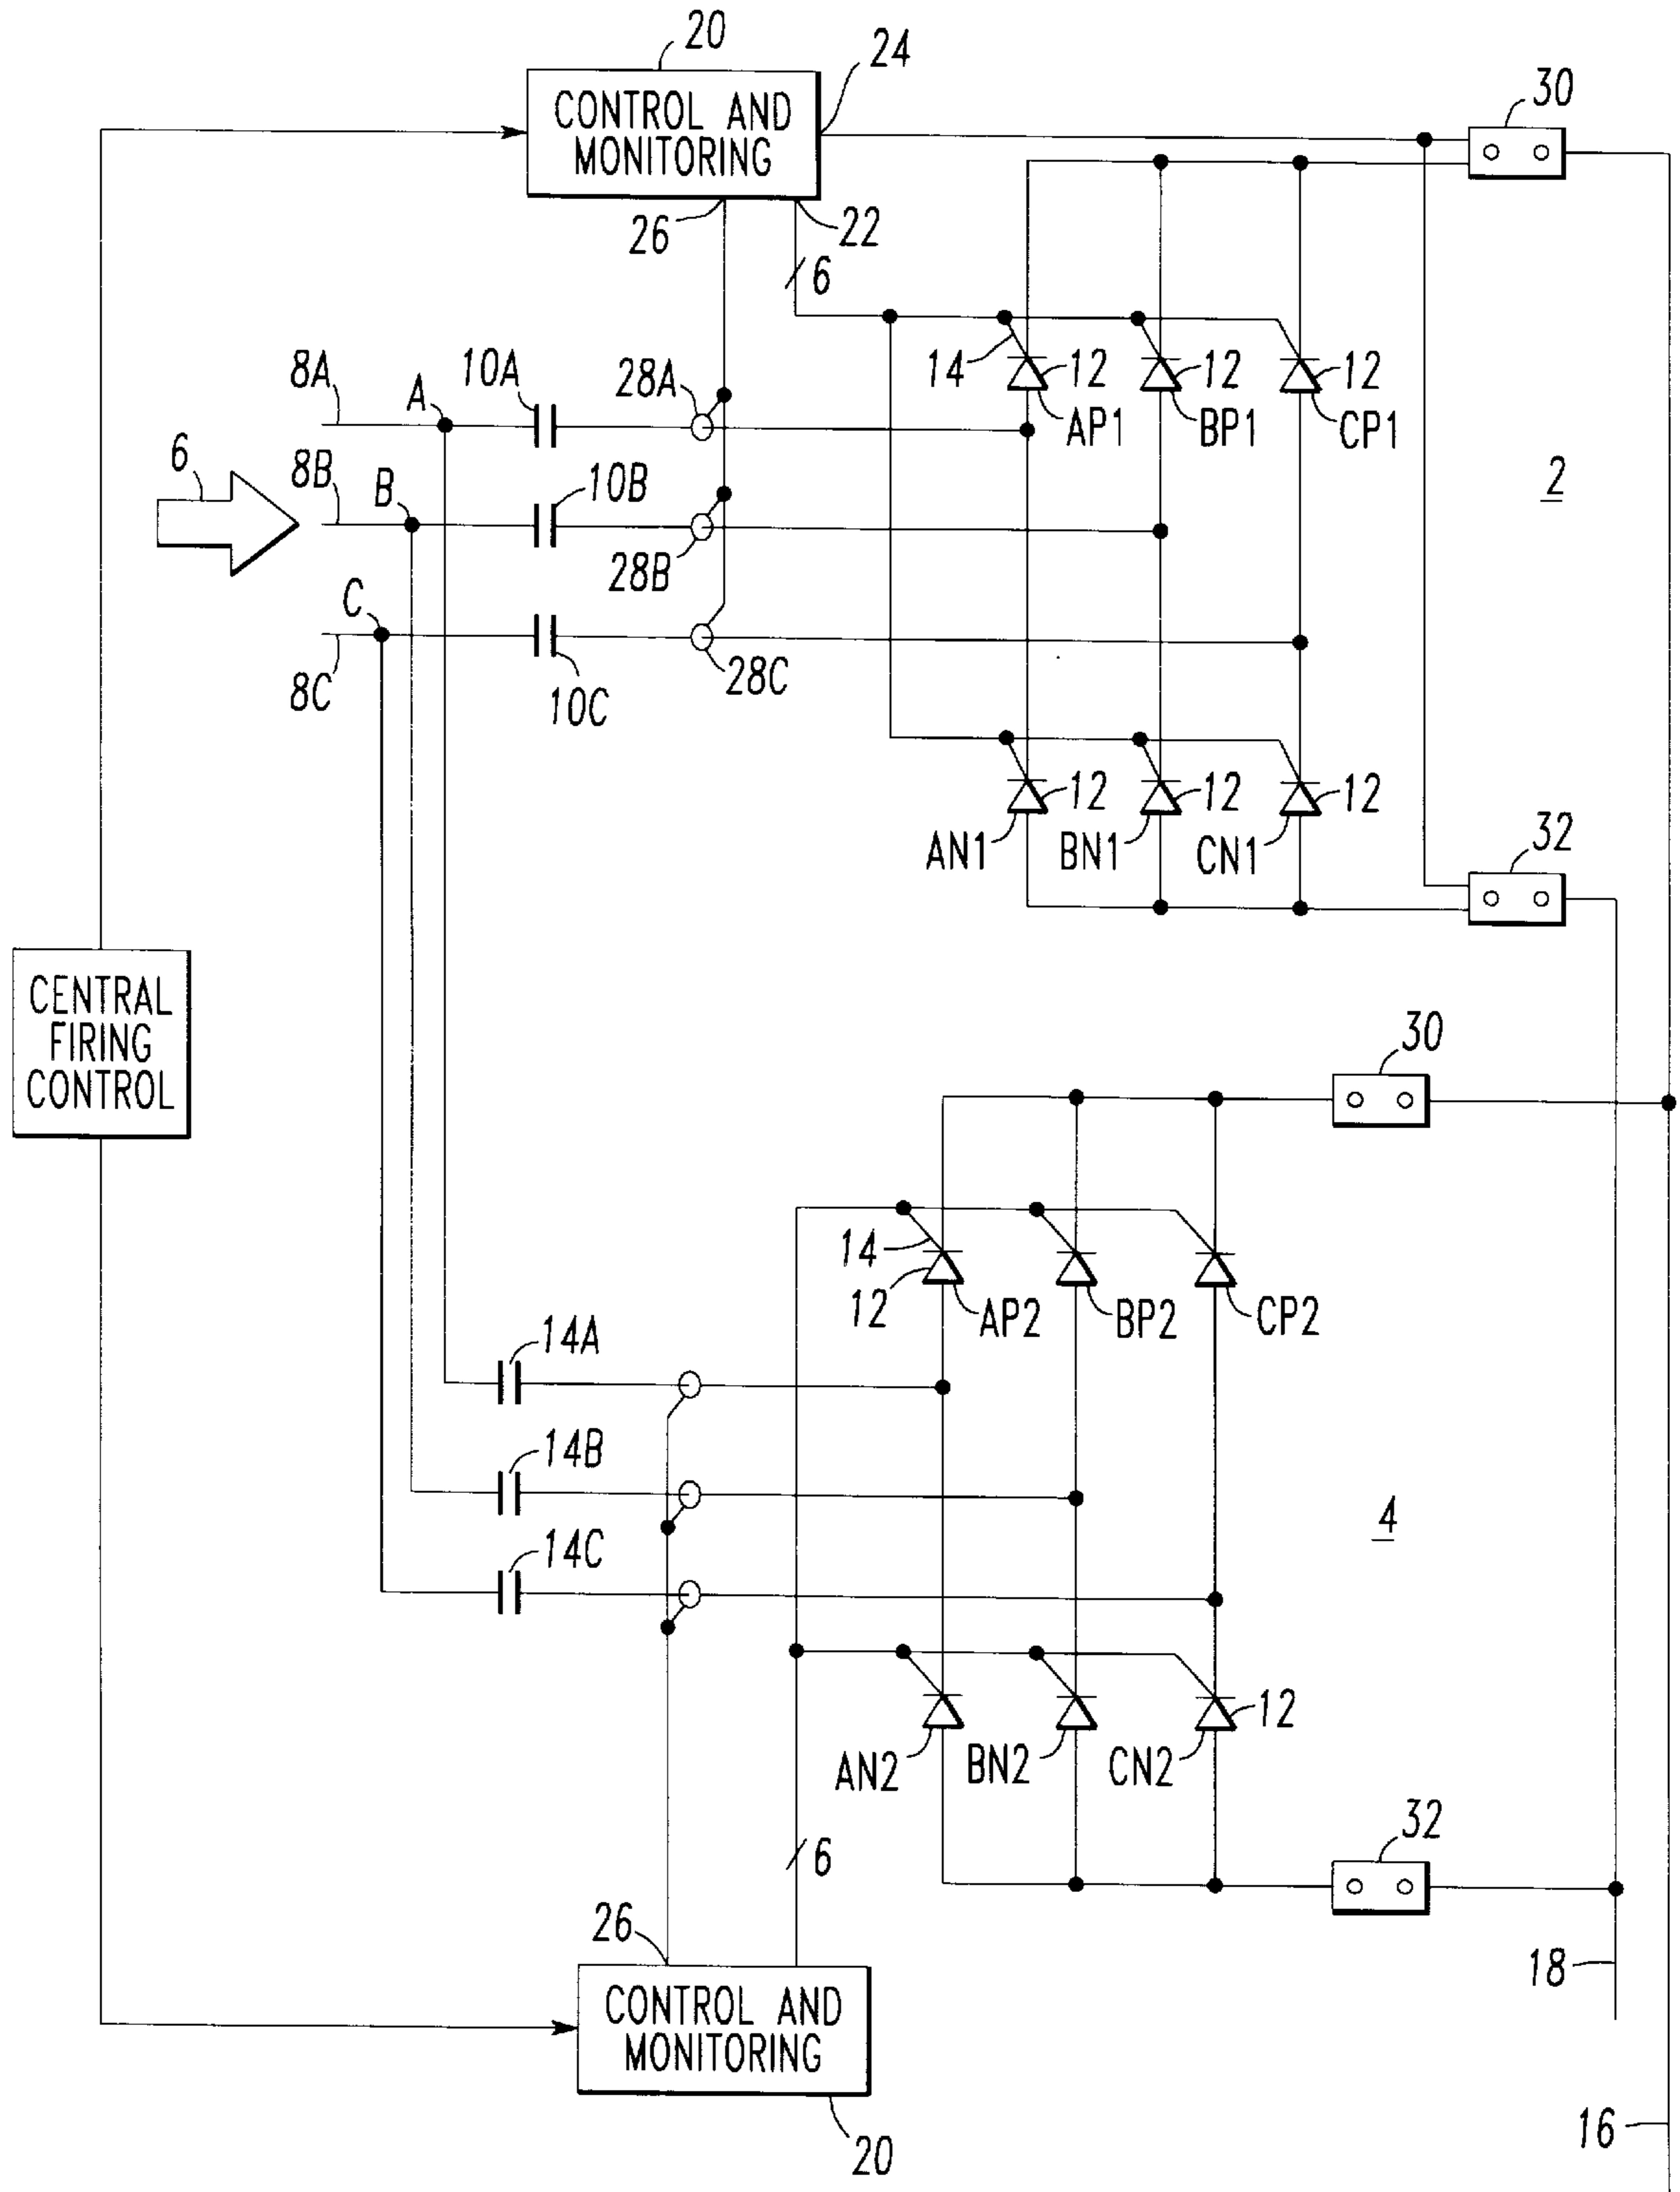 20
24
30
CONTROL AND
MONITORING
26
22
6
8A
A
10A
28A
14
12
12
12
AP1
BP1
CP1
6
8B
B
10B
28B
2
C
8C
10C
28C
12
12
12
AN1
BN1
CN1
32
CENTRAL
FIRING
CONTROL
30
14
12
AP2
BP2
CP2
14A
14B
14C
4
12
AN2
BN2
CN2
6
32
26
18
CONTROL AND
MONITORING
16
20